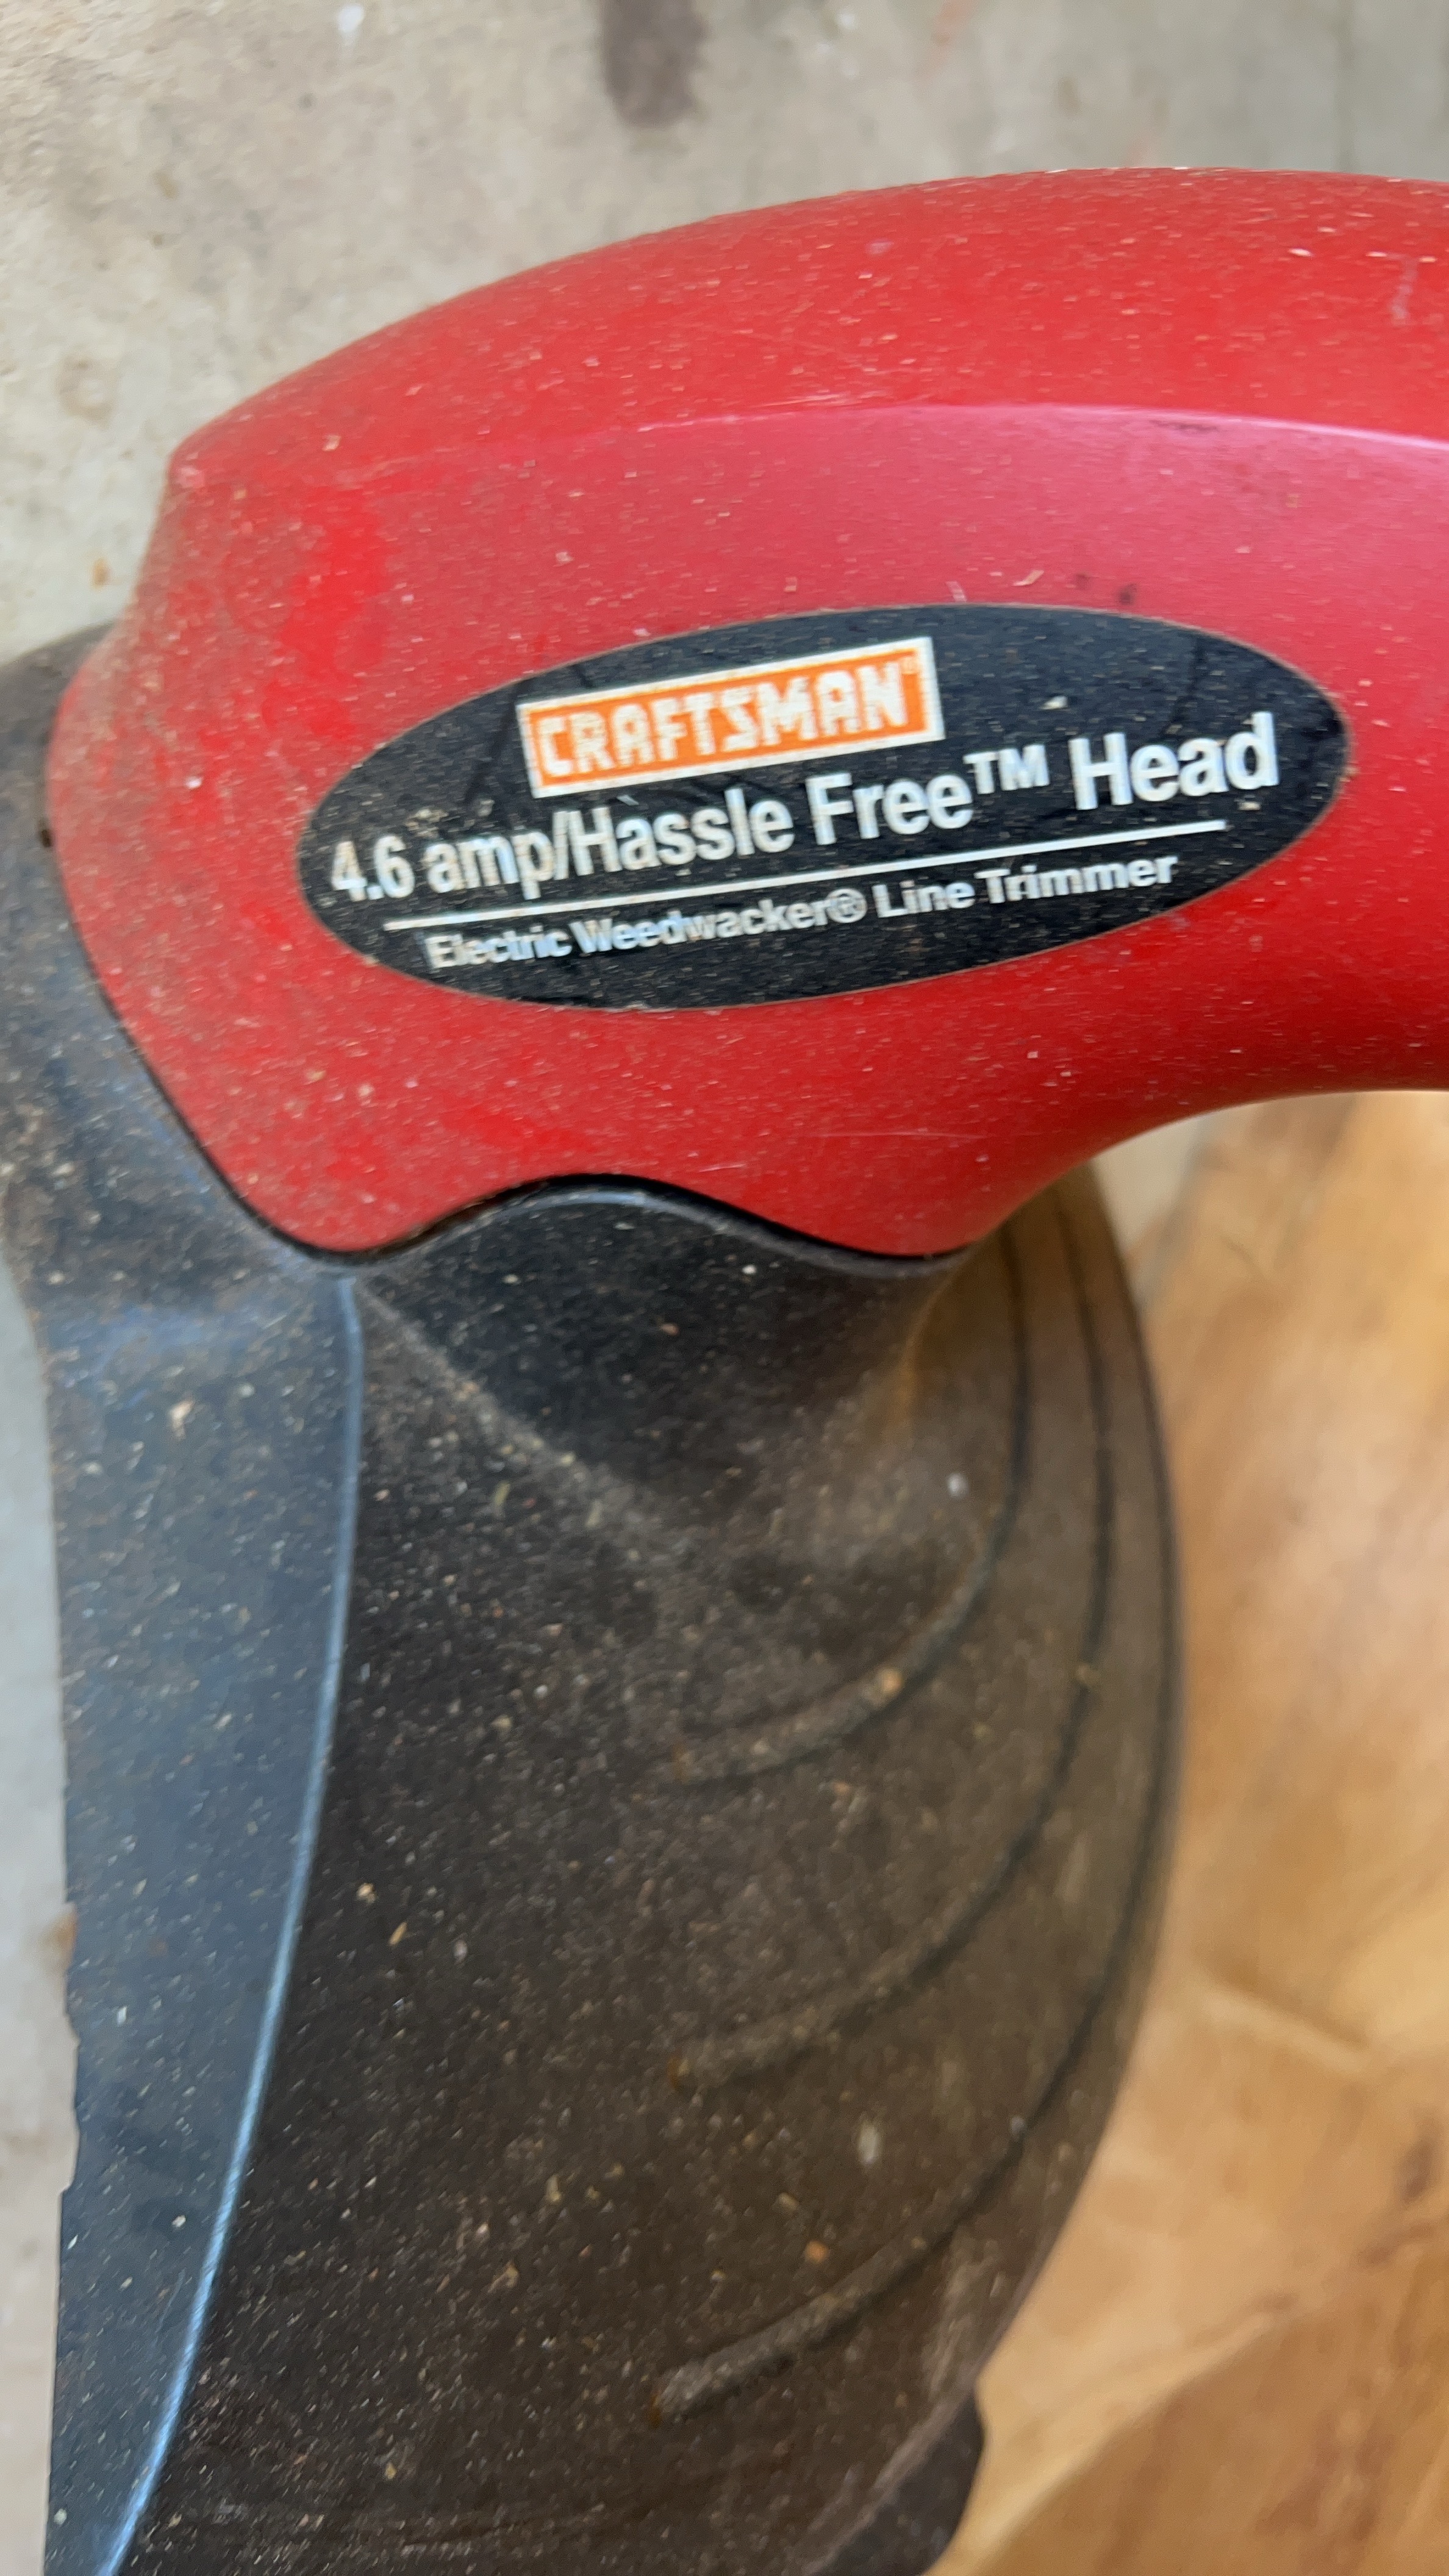 CRAFTSMAN®
4.6 amp/Hassle Free™ Head
Electric Weedwacker® Line Trimmer